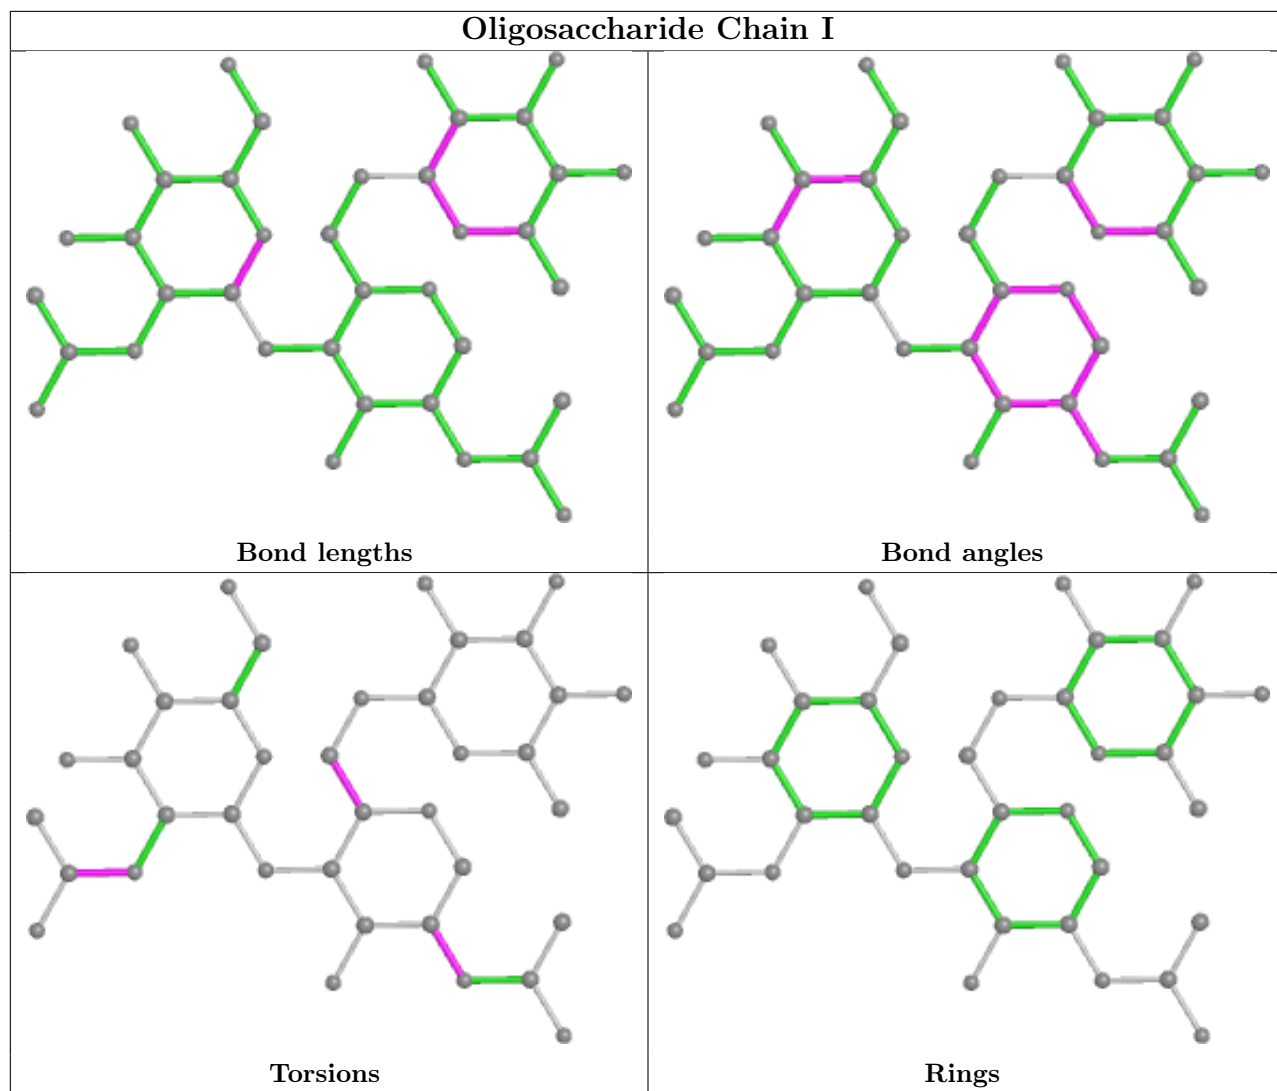 Oligosaccharide Chain I
Bond lengths
Bond angles
Torsions
Rings